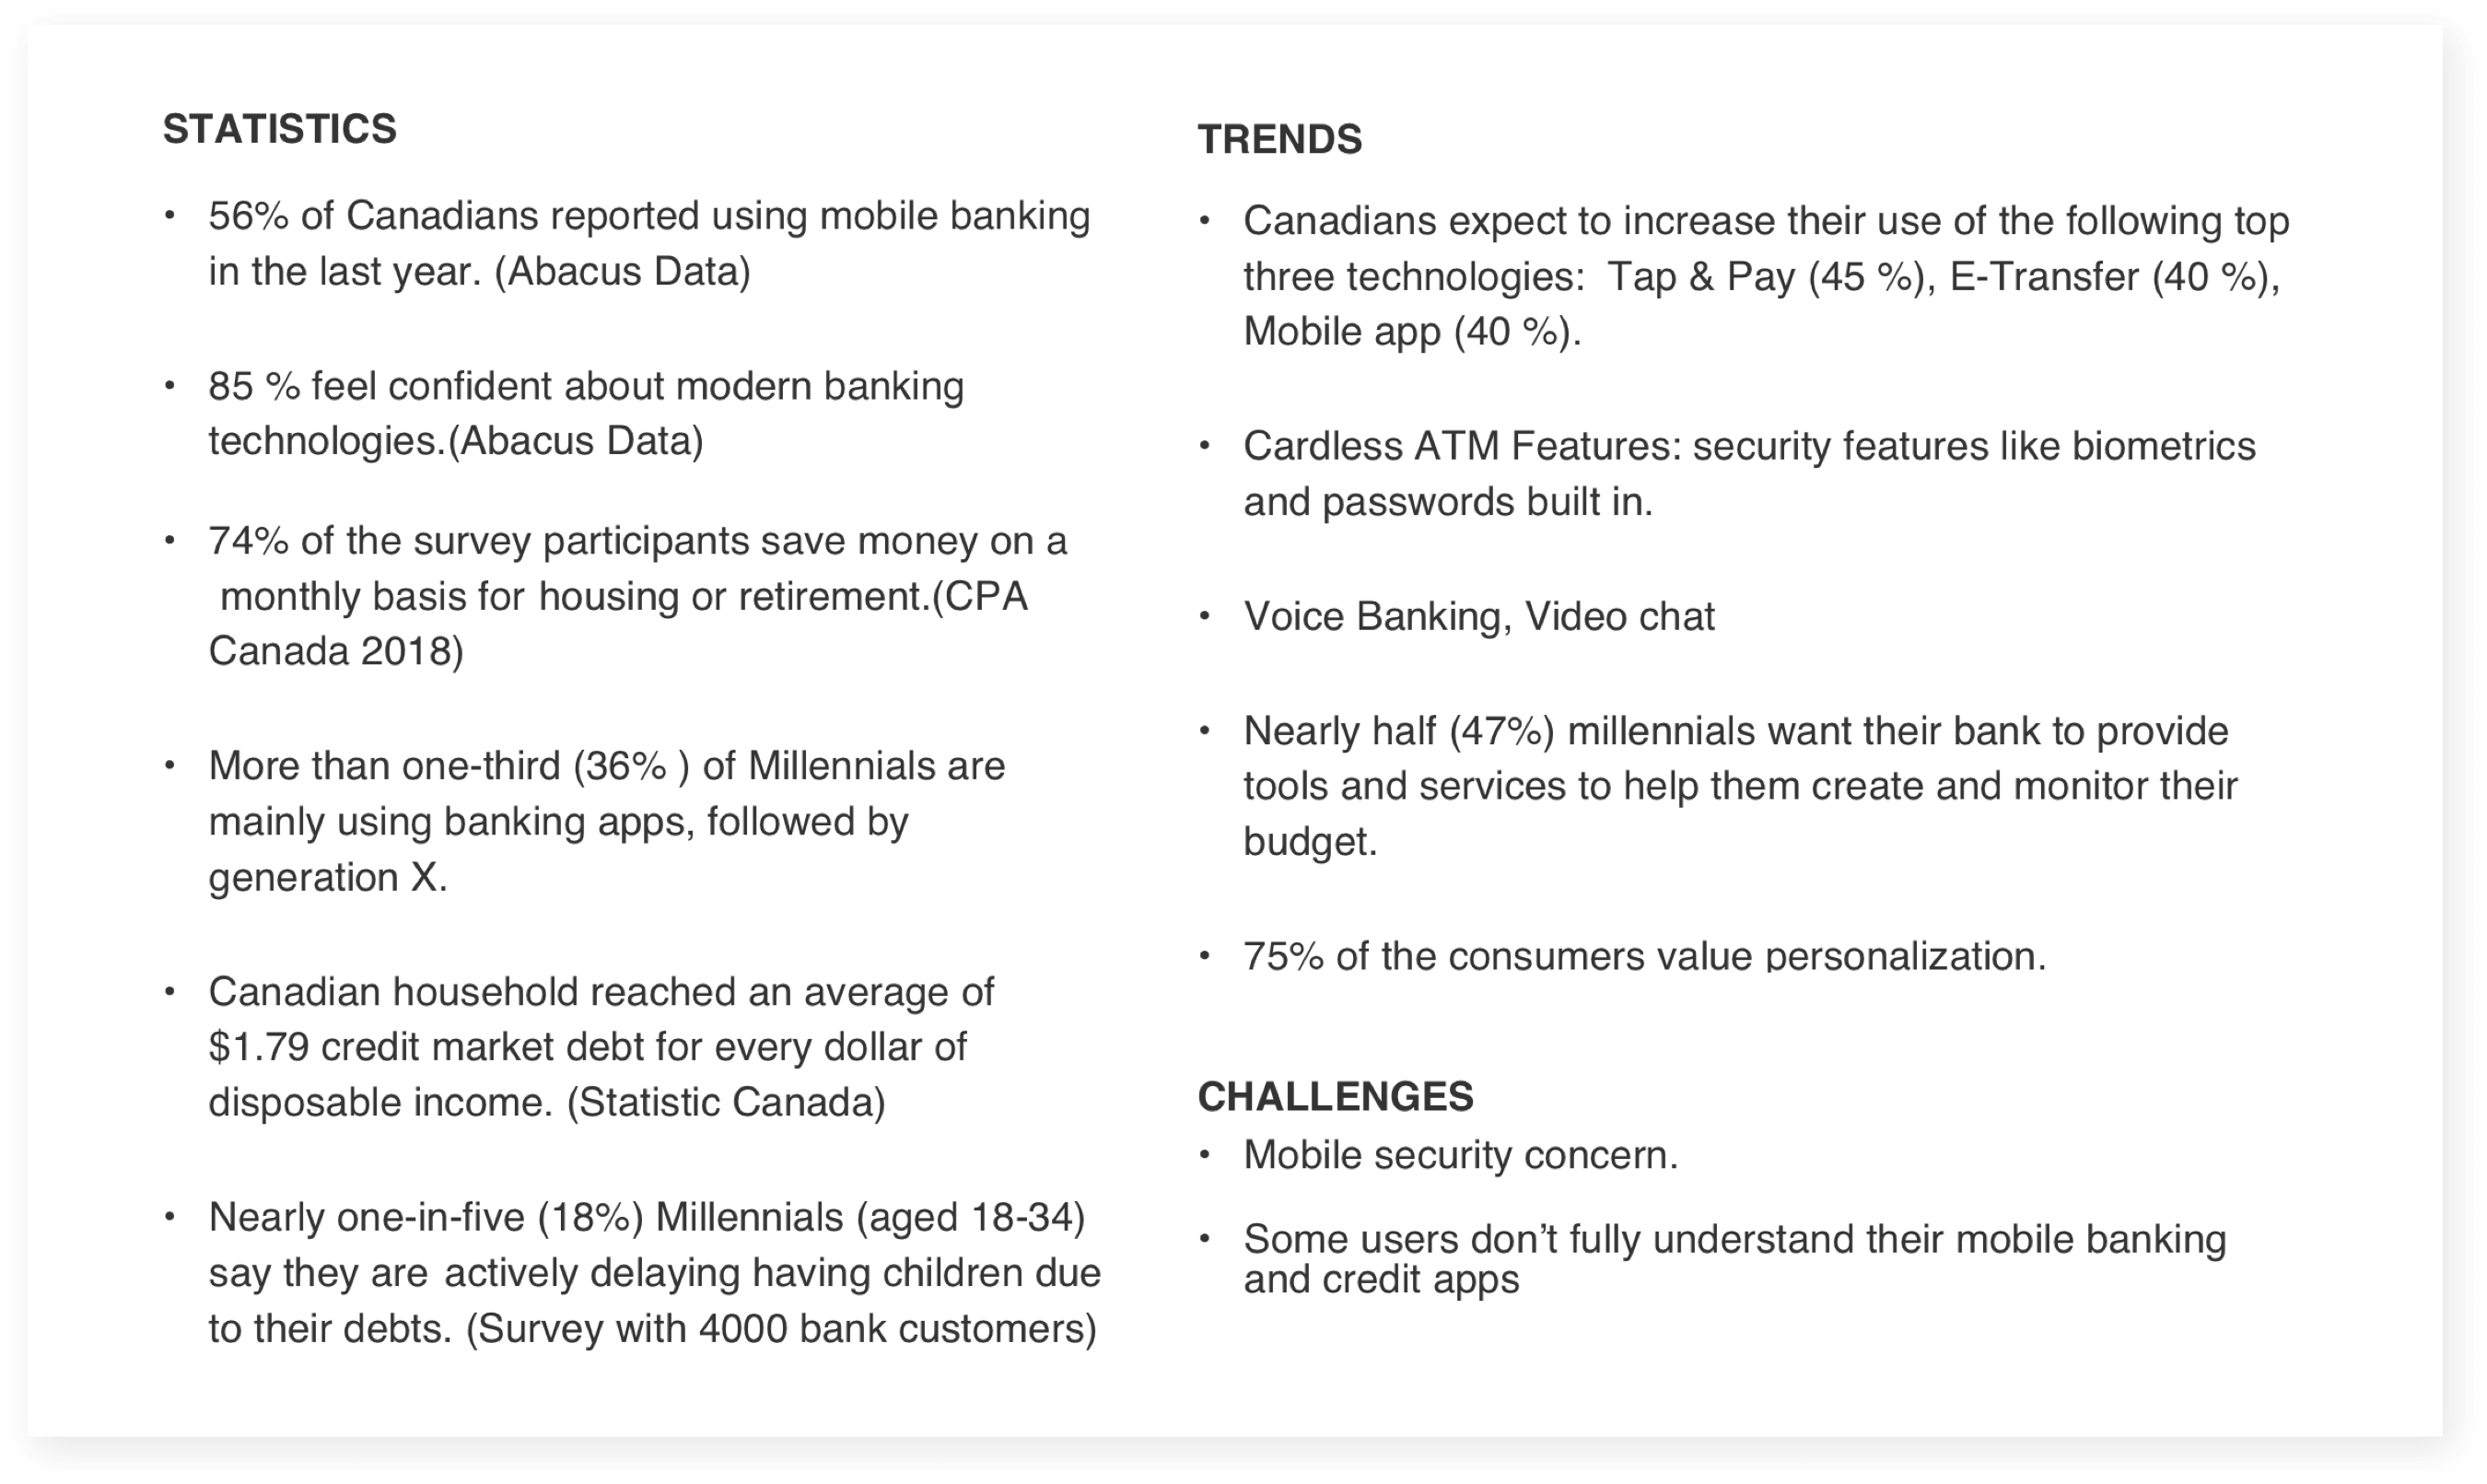 STATISTICS
• 56% of Canadians reported using mobile banking
in the last year. (Abacus Data)
• 85 % feel confident about modern banking
technologies.(Abacus Data)
• 74% of the survey participants save money on a
monthly basis for housing or retirement.(CPA
Canada 2018)
• More than one-third (36% ) of Millennials are
mainly using banking apps, followed by
generation X.
• Canadian household reached an average of
$1.79 credit market debt for every dollar of
disposable income. (Statistic Canada)
• Nearly one-in-five (18%) Millennials (aged 18-34)
say they are actively delaying having children due
to their debts. (Survey with 4000 bank customers)
TRENDS
• Canadians expect to increase their use of the following top
three technologies:  Tap & Pay (45 %), E-Transfer (40 %),
Mobile app (40 %).
• Cardless ATM Features: security features like biometrics
and passwords built in.
• Voice Banking, Video chat
• Nearly half (47%) millennials want their bank to provide
tools and services to help them create and monitor their
budget.
• 75% of the consumers value personalization.
CHALLENGES
• Mobile security concern.
• Some users don’t fully understand their mobile banking
and credit apps